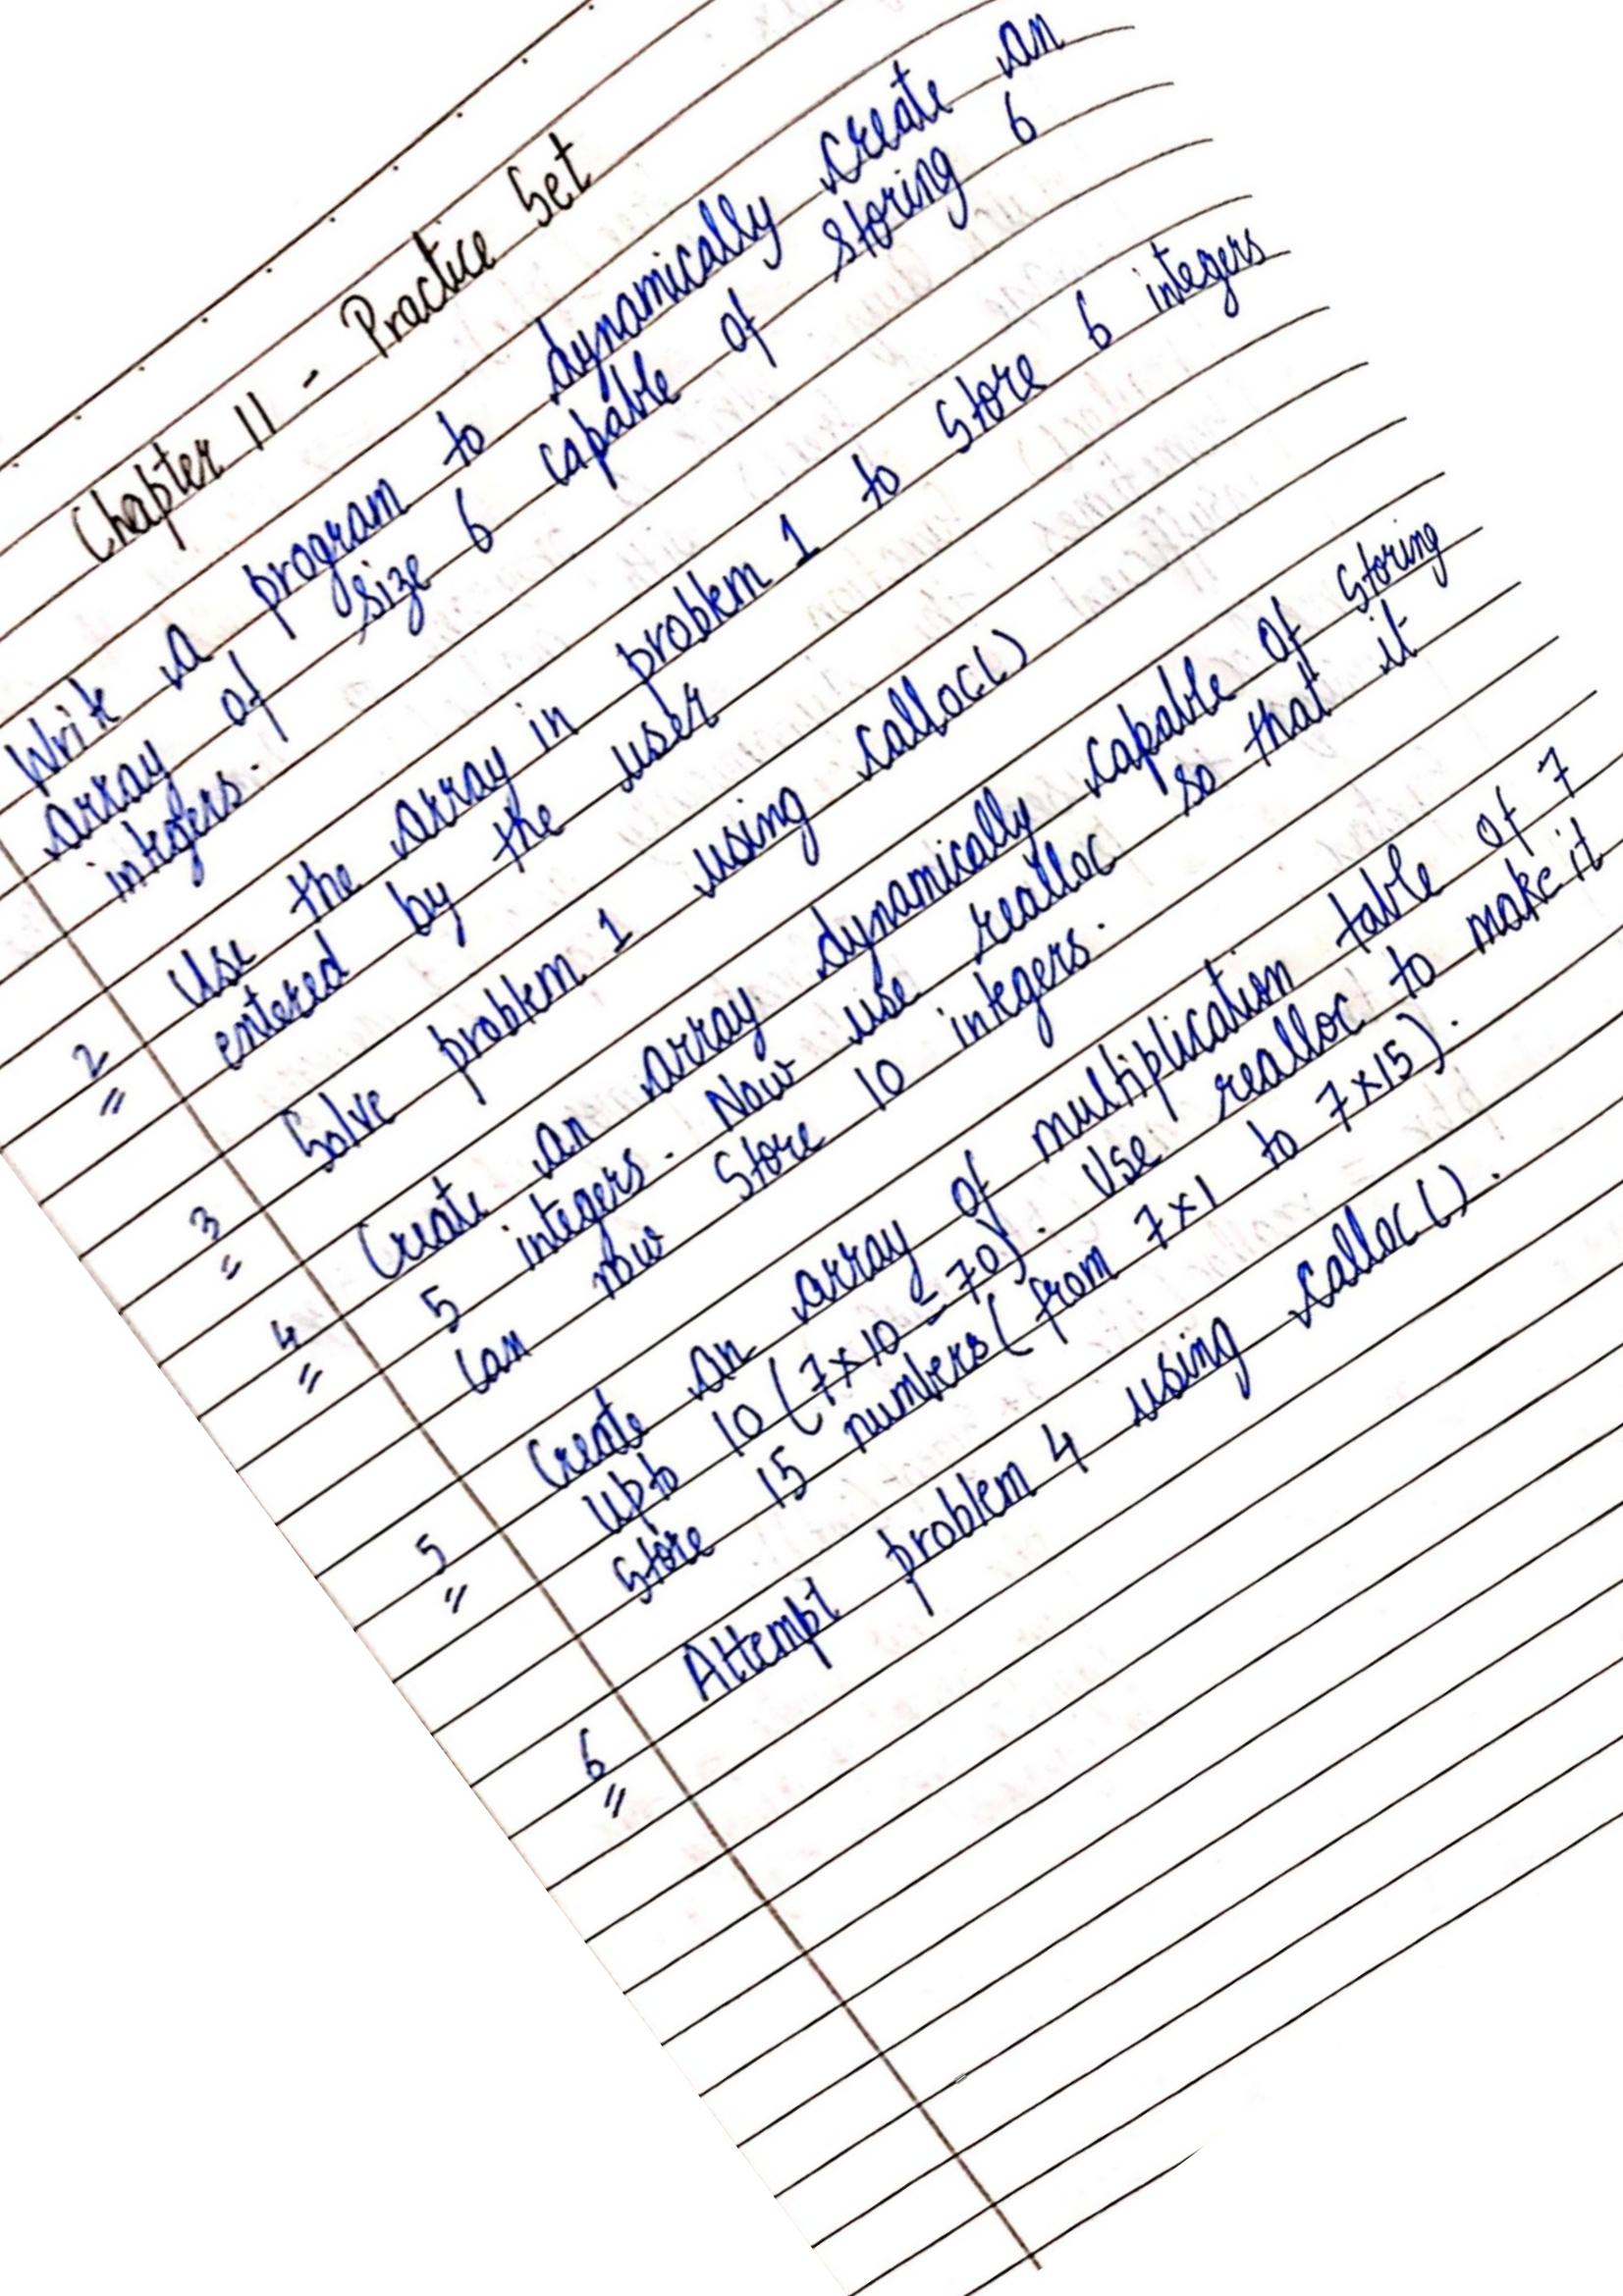 Chapter 11 - Practice Set
Write a program to dynamically create an
array of size 6 capable of storing 6
integers.
2 Use the array in problem 1 to store 6 integers
entered by the user
3 Solve problem 1 using calloc()
4 Create an array dynamically capable of storing
5 integers. Now use realloc so that it
can now store 10 integers.
5 Create an array of multiplication table of 7
upto 10 (7×10 = 70). Use realloc to make it
store 15 numbers (from 7×1 to 7×15).
6 Attempt problem 4 using calloc().